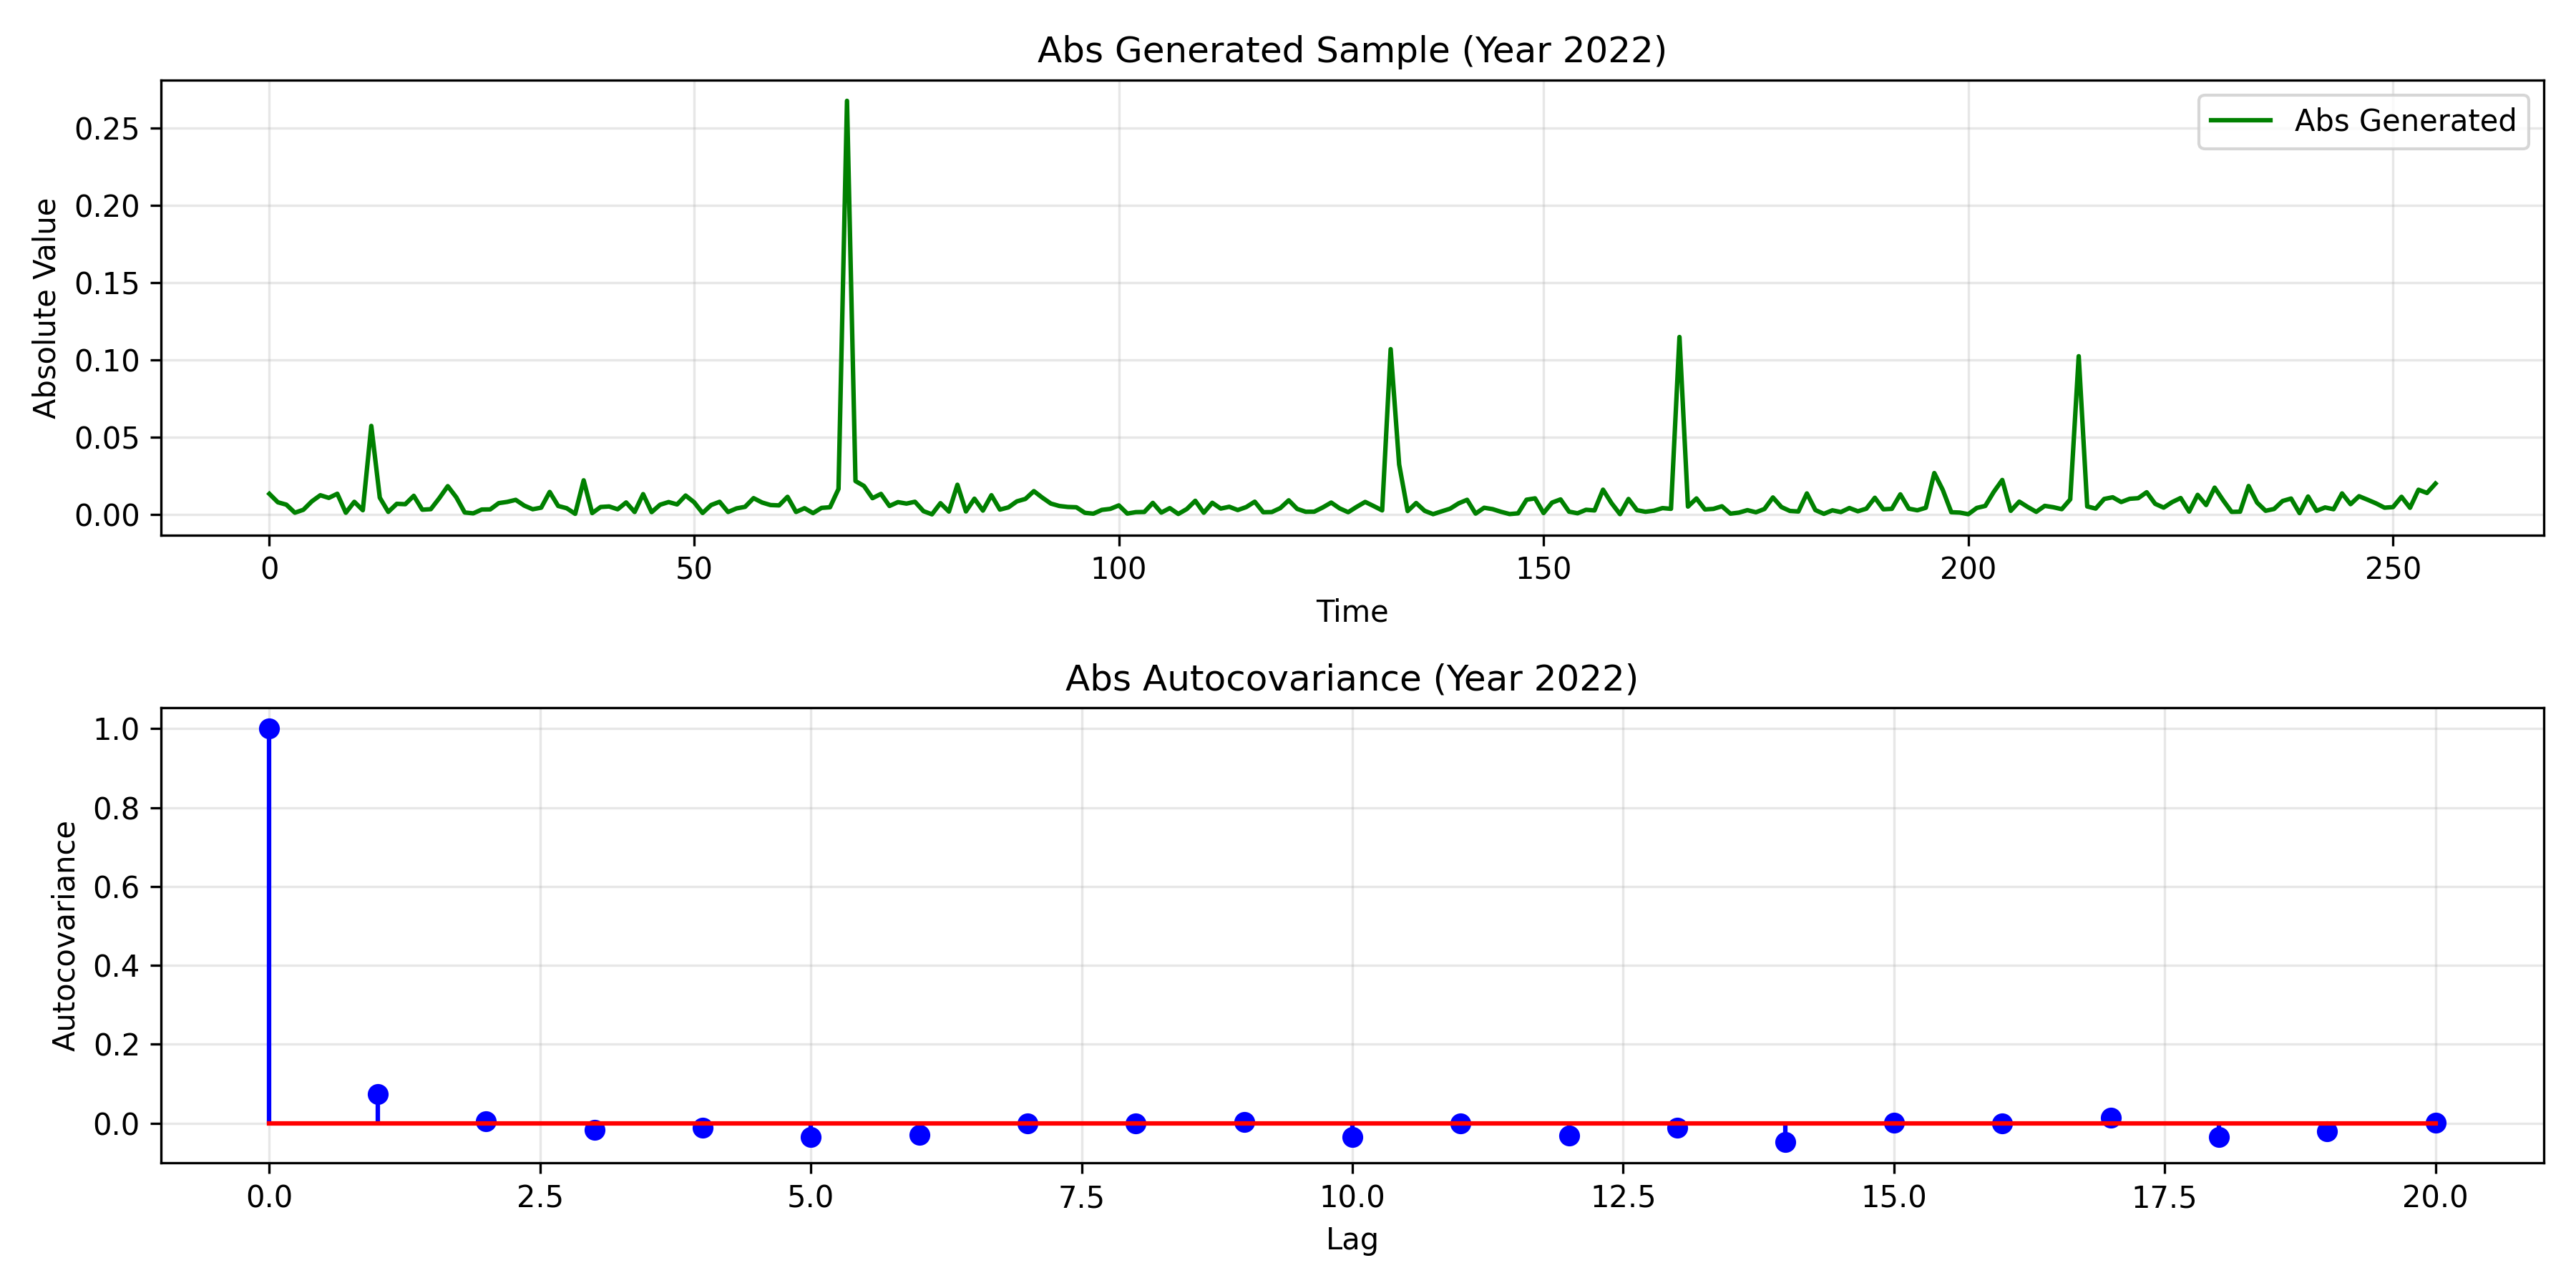 Abs Generated Sample (Year 2022)
Absolute Value
0.25
0.20
0.15
0.10
0.05
0.00
Abs Generated
0 50 100 150 200 250
Time
Abs Autocovariance (Year 2022)
Autocovariance
1.0
0.8
0.6
0.4
0.2
0.0
0.0 2.5 5.0 7.5 10.0 12.5 15.0 17.5 20.0
Lag